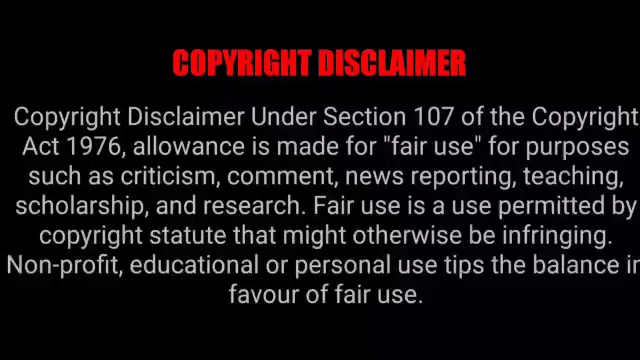 COPYRIGHT DISCLAIMER
Copyright Disclaimer Under Section 107 of the Copyright
Act 1976, allowance is made for "fair use" for purposes
such as criticism, comment, news reporting, teaching,
scholarship, and research. Fair use is a use permitted by
copyright statute that might otherwise be infringing.
Non-profit, educational or personal use tips the balance in
favour of fair use.